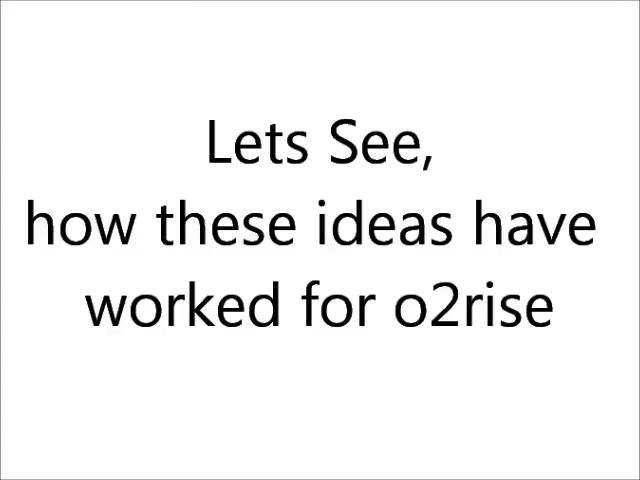 Lets See,
how these ideas have
worked for o2rise